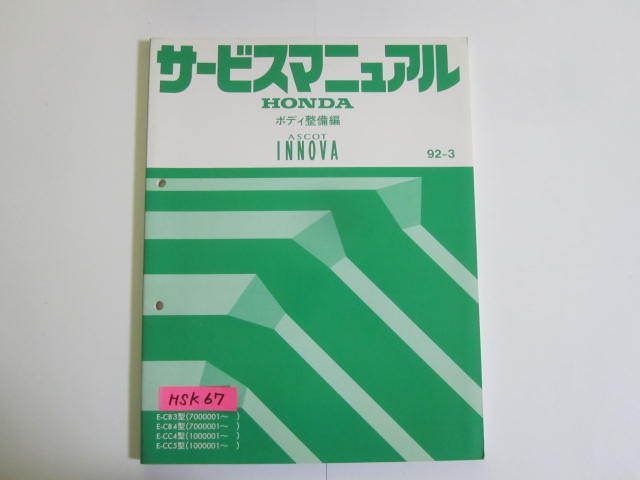 サービスマニュアル
HONDA
ボディ整備編
ASCOT
INNOVA
92-3
HSK67
E-CB3型(7000001～　)
E-CB4型(7000001～　)
E-CC4型(1000001～　)
E-CC5型(1000001～　)